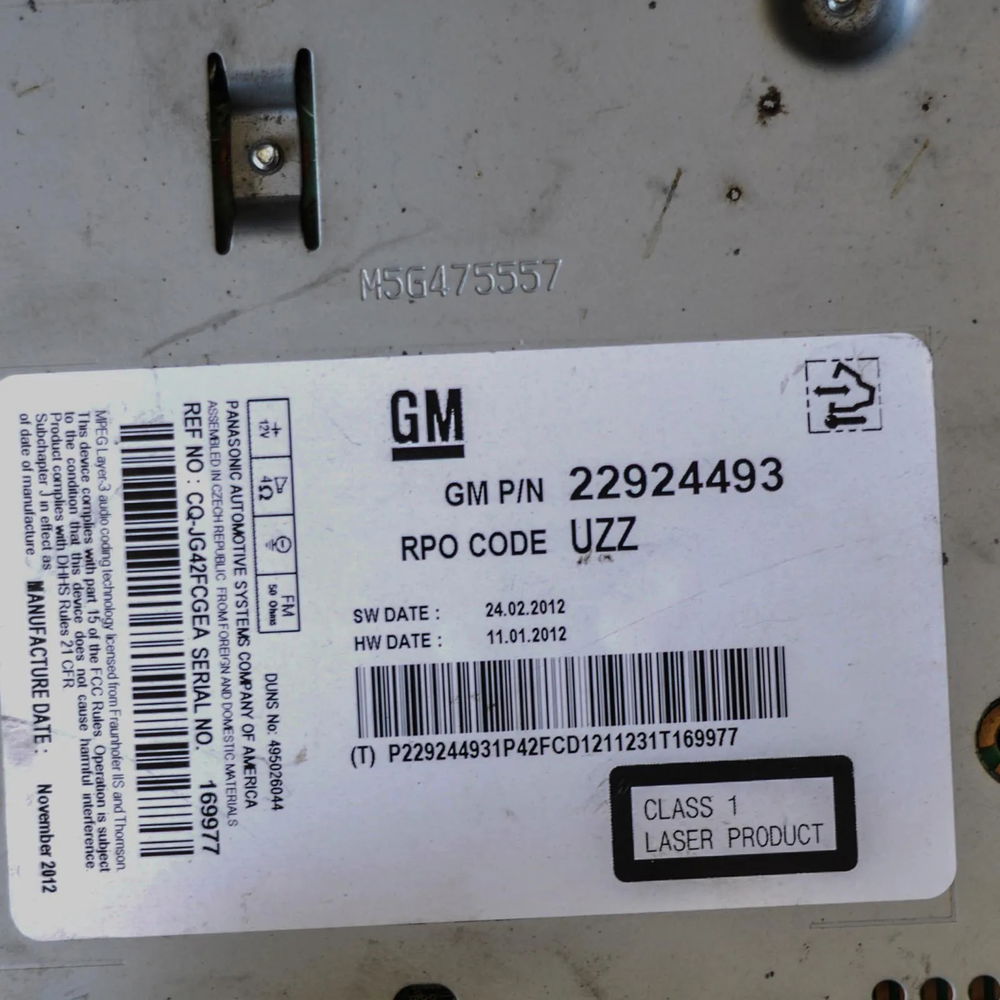 M5G475557
GM
GM P/N 22924493
RPO CODE UZZ
SW DATE : 24.02.2012
HW DATE : 11.01.2012
(T) P229244931P42FCD1211231T169977
CLASS 1
LASER PRODUCT
+ 12V 4Ω FM 50 Ohms
DUNS No: 495026044
PANASONIC AUTOMOTIVE SYSTEMS COMPANY OF AMERICA
ASSEMBLED IN CZECH REPUBLIC FROM FOREIGN AND DOMESTIC MATERIALS
REF NO : CQ-JG42FCGEA SERIAL NO. 169977
MPEG Layer-3 audio coding technology licensed from Fraunhofer IIS and Thomson.
This device complies with part 15 of the FCC Rules. Operation is subject
to the condition that this device does not cause harmful interference.
Product complies with DHHS Rules 21 CFR
Subchapter J in effect as
of date of manufacture.
MANUFACTURE DATE : November 2012